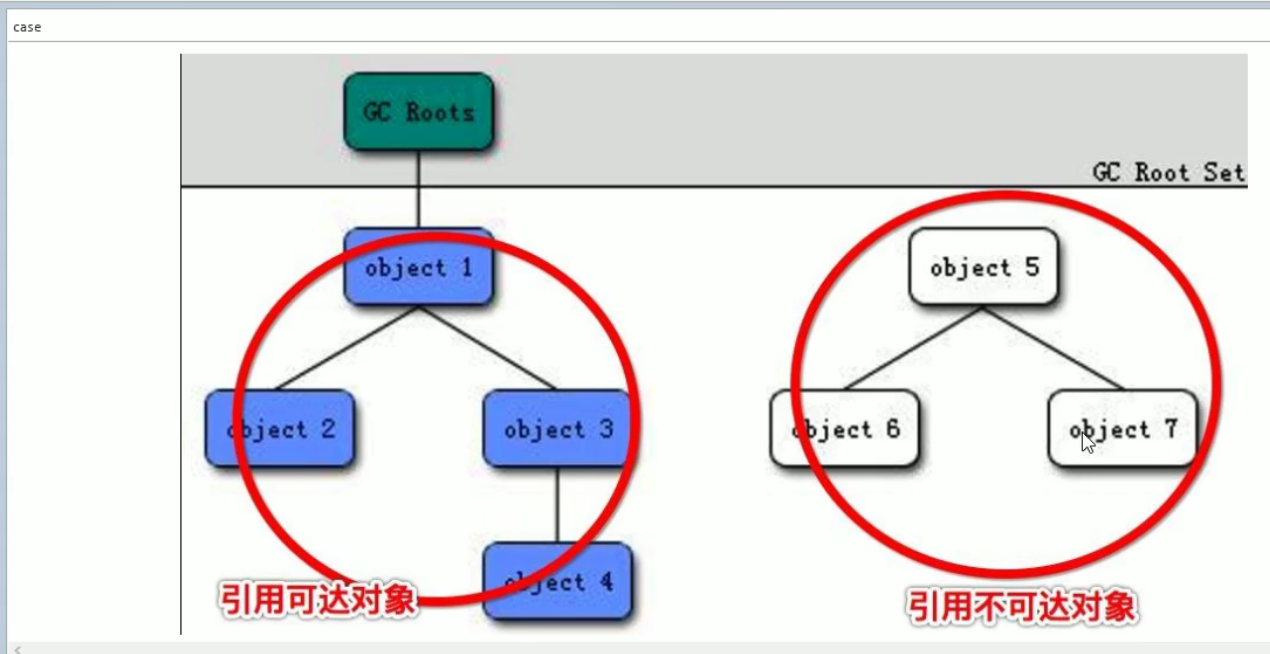 case
GC Roots
GC Root Set
object 1
object 5
object 2
object 3
object 6
object 7
object 4
引用可达对象
引用不可达对象